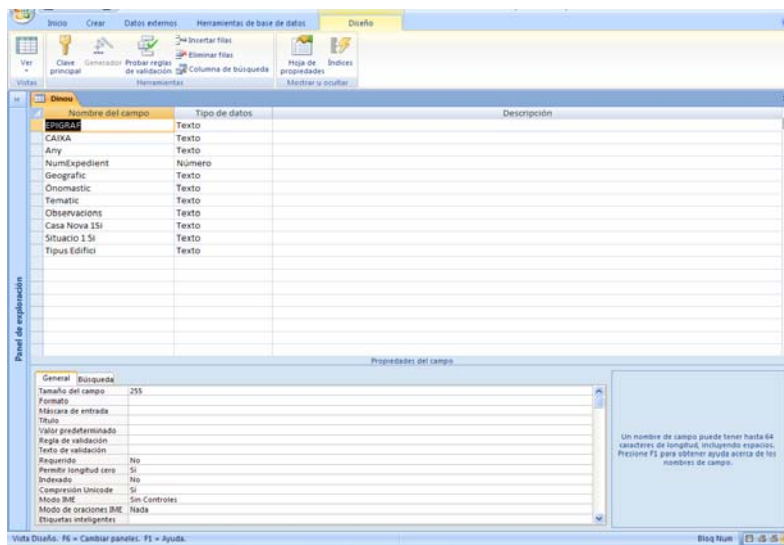 Inicio Crear Datos externos Herramientas de base de datos Diseño
Ver Clave principal Generador Probar reglas de validación Insertar filas Eliminar filas Columna de búsqueda Hoja de propiedades Índices
Vistas Herramientas Mostrar u ocultar
Dinou
Nombre del campo Tipo de datos Descripción
EPIGRAF Texto
CAIXA Texto
Any Texto
NumExpedient Número
Geografic Texto
Onomastic Texto
Tematic Texto
Observacions Texto
Casa Nova 1Si Texto
Situacio 1 Si Texto
Tipus Edifici Texto
Panel de exploración
Propiedades del campo
General Búsqueda
Tamaño del campo 255
Formato
Máscara de entrada
Título
Valor predeterminado
Regla de validación
Texto de validación
Requerido No
Permitir longitud cero Sí
Indexado No
Compresión Unicode Sí
Modo IME Sin Controles
Modo de oraciones IME Nada
Etiquetas inteligentes
Un nombre de campo puede tener hasta 64
caracteres de longitud, incluyendo espacios.
Presione F1 para obtener ayuda acerca de los
nombres de campo.
Vista Diseño. F6 = Cambiar paneles. F1 = Ayuda. Bloq Num